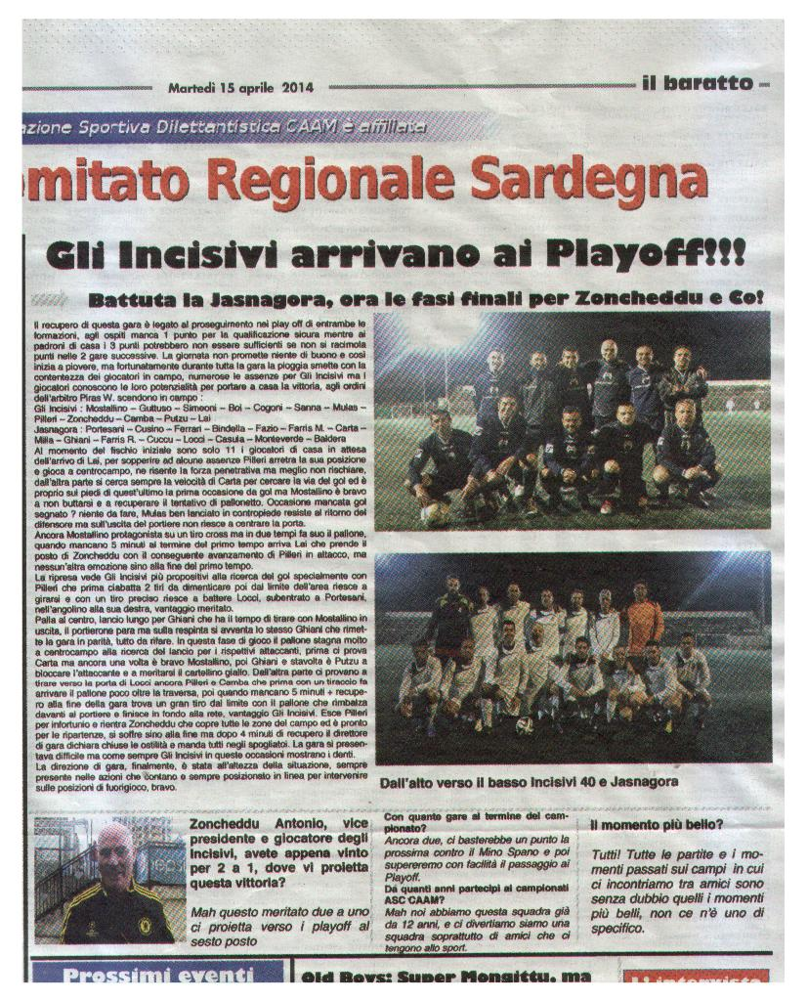 Martedì 15 aprile 2014
il baratto
azione Sportiva Dilettantistica CAAM è affiliata
omitato Regionale Sardegna
Gli Incisivi arrivano ai Playoff!!!
Battuta la Jasnagora, ora le fasi finali per Zoncheddu e Co!
Il recupero di questa gara è legato al proseguimento nei play off di entrambe le
formazioni, agli ospiti manca 1 punto per la qualificazione sicura mentre ai
padroni di casa i 3 punti potrebbero non essere sufficienti se non si racimola
punti nelle 2 gare successive. La giornata non promette niente di buono e così
inizia a piovere, ma fortunatamente durante tutta la gara la pioggia smette con la
contentezza dei giocatori in campo, numerose le assenze per Gli Incisivi ma i
giocatori conoscono le loro potenzialità per portare a casa la vittoria, agli ordini
dell'arbitro Piras W. scendono in campo :
Gli Incisivi : Mostallino – Guttuso – Simeoni – Boi – Cogoni – Sanna – Mulas –
Pilleri – Zoncheddu – Camba – Putzu – Lai
Jasnagora : Portesani – Cusino – Ferrari – Bindella – Fazio – Farris M. – Carta –
Milia – Ghiani – Farris R. – Cuccu – Locci – Casula – Monteverde – Baldera
Al momento del fischio iniziale sono solo 11 i giocatori di casa in attesa
dell'arrivo di Lai, per sopperire ad alcune assenze Pilleri arretra la sua posizione
e gioca a centrocampo, ne risente la forza penetrativa ma meglio non rischiare,
dall'altra parte si cerca sempre la velocità di Carta per cercare la via del gol ed è
proprio sui piedi di quest'ultimo la prima occasione da gol ma Mostallino è bravo
a non buttarsi e a recuperare il tentativo di pallonetto. Occasione mancata gol
segnato ? niente da fare, Mulas ben lanciato in contropiede resiste al ritorno del
difensore ma sull'uscita del portiere non riesce a centrare la porta.
Ancora Mostallino protagonista su un tiro cross ma in due tempi fa suo il pallone,
quando mancano 5 minuti al termine del primo tempo arriva Lai che prende il
posto di Zoncheddu con il conseguente avanzamento di Pilleri in attacco, ma
nessun'altra emozione sino alla fine del primo tempo.
La ripresa vede Gli Incisivi più propositivi alla ricerca del gol specialmente con
Pilleri che prima ciabatta 2 tiri da dimenticare poi dal limite dell'area riesce a
girarsi e con un tiro preciso riesce a battere Locci, subentrato a Portesani,
nell'angolino alla sua destra, vantaggio meritato.
Palla al centro, lancio lungo per Ghiani che ha il tempo di tirare con Mostallino in
uscita, il portierone para ma sulla respinta si avventa lo stesso Ghiani che rimet-
te la gara in parità, tutto da rifare. In questa fase di gioco il pallone stagna molto
a centrocampo alla ricerca del lancio per i rispettivi attaccanti, prima ci prova
Carta ma ancora una volta è bravo Mostallino, poi Ghiani e stavolta è Putzu a
bloccare l'attaccante e a meritarsi il cartellino giallo. Dall'altra parte ci provano a
tirare verso la porta di Locci ancora Pilleri e Camba che prima con un tiraccio fa
arrivare il pallone poco oltre la traversa, poi quando mancano 5 minuti + recupe-
ro alla fine della gara trova un gran tiro dal limite con il pallone che rimbalza
davanti al portiere e finisce in fondo alla rete, vantaggio Gli Incisivi. Esce Pilleri
per infortunio e rientra Zoncheddu che copre tutte le zone del campo ed è pronto
per le ripartenze, si soffre sino alla fine ma dopo 4 minuti di recupero il direttore
di gara dichiara chiuse le ostilità e manda tutti negli spogliatoi. La gara si presen-
tava difficile ma come sempre Gli Incisivi in queste occasioni mostrano i denti.
La direzione di gara, finalmente, è stata all'altezza della situazione, sempre
presente nelle azioni che contano e sempre posizionato in linea per intervenire
sulle posizioni di fuorigioco, bravo.
Dall'alto verso il basso Incisivi 40 e Jasnagora
Zoncheddu Antonio, vice
presidente e giocatore degli
Incisivi, avete appena vinto
per 2 a 1, dove vi proietta
questa vittoria?
Mah questo meritato due a uno
ci proietta verso i playoff al
sesto posto
Con quante gare al termine del cam-
pionato?
Ancora due, ci basterebbe un punto la
prossima contro il Mino Spano e poi
supereremo con facilità il passaggio ai
Playoff.
Da quanti anni partecipi ai campionati
ASC CAAM?
Mah noi abbiamo questa squadra già
da 12 anni, e ci divertiamo siamo una
squadra soprattutto di amici che ci
tengono allo sport.
Il momento più bello?
Tutti! Tutte le partite e i mo-
menti passati sui campi in cui
ci incontriamo tra amici sono
senza dubbio quelli i momenti
più belli, non ce n'è uno di
specifico.
Prossimi eventi
Old Boys: Super Mongittu, ma
L'intervista